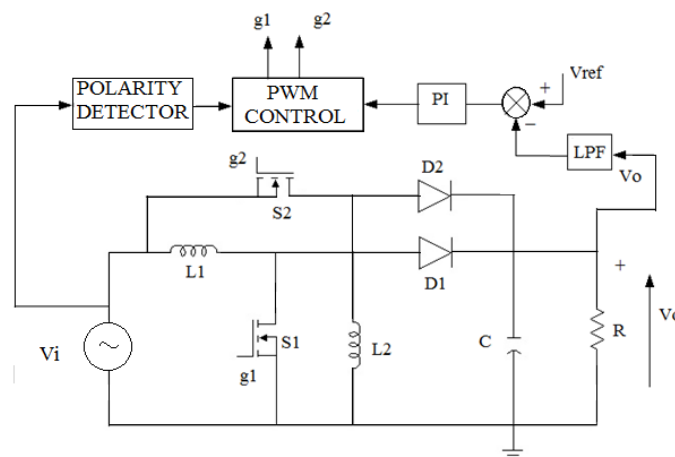 g1
g2
POLARITY
DETECTOR
PWM
CONTROL
PI
+
Vref
−
LPF
Vo
g2
S2
D2
L1
D1
+
Vi
S1
g1
L2
C
R